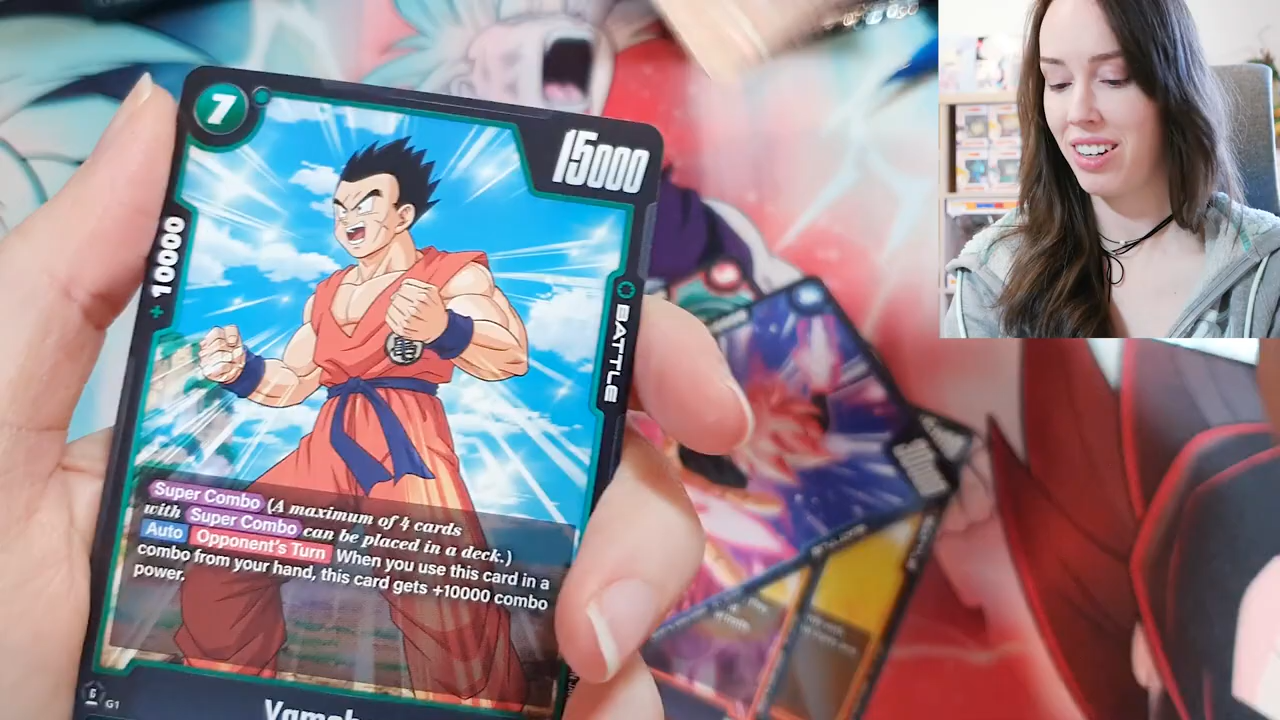 7
15000
+ 10000
BATTLE
Super Combo (A maximum of 4 cards
with Super Combo can be placed in a deck.)
Auto Opponent's Turn When you use this card in a
combo from your hand, this card gets +10000 combo
power.
G G1